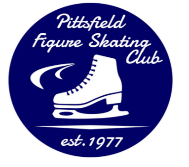 Pittsfield
Figure Skating
Club
est. 1977